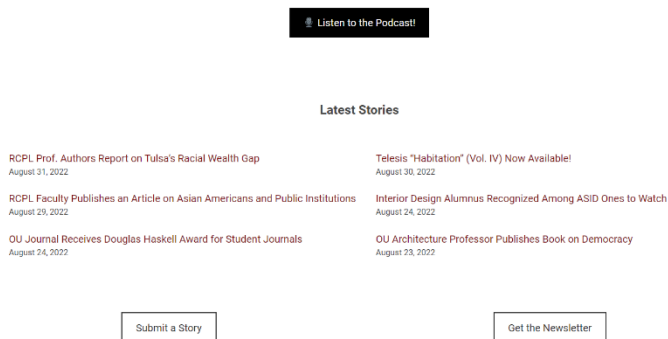 Listen to the Podcast!
Latest Stories
RCPL Prof. Authors Report on Tulsa's Racial Wealth Gap
August 31, 2022
Telesis "Habitation" (Vol. IV) Now Available!
August 30, 2022
RCPL Faculty Publishes an Article on Asian Americans and Public Institutions
August 29, 2022
Interior Design Alumnus Recognized Among ASID Ones to Watch
August 24, 2022
OU Journal Receives Douglas Haskell Award for Student Journals
August 24, 2022
OU Architecture Professor Publishes Book on Democracy
August 23, 2022
Submit a Story
Get the Newsletter